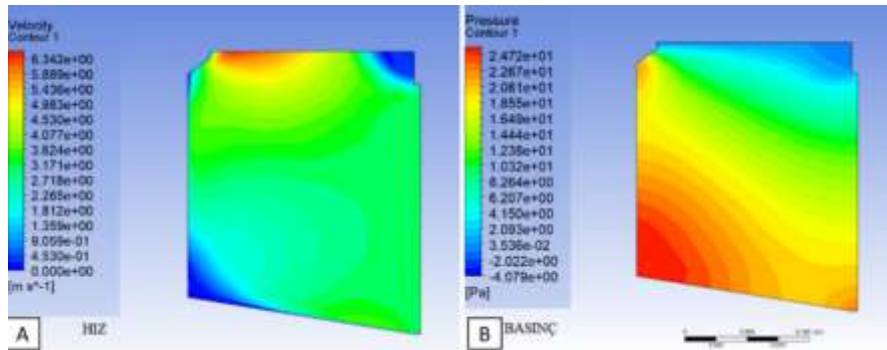 Velocity
Contour 1
6.342e+00
5.889e+00
5.436e+00
4.983e+00
4.530e+00
4.077e+00
3.624e+00
3.171e+00
2.718e+00
2.265e+00
1.812e+00
1.359e+00
9.059e-01
4.530e-01
0.000e+00
[m s^-1]
A
HIZ
Pressure
Contour 1
2.472e+01
2.267e+01
2.061e+01
1.855e+01
1.649e+01
1.444e+01
1.238e+01
1.032e+01
8.264e+00
6.207e+00
4.150e+00
2.093e+00
3.536e-02
-2.022e+00
-4.079e+00
[Pa]
B
BASINÇ